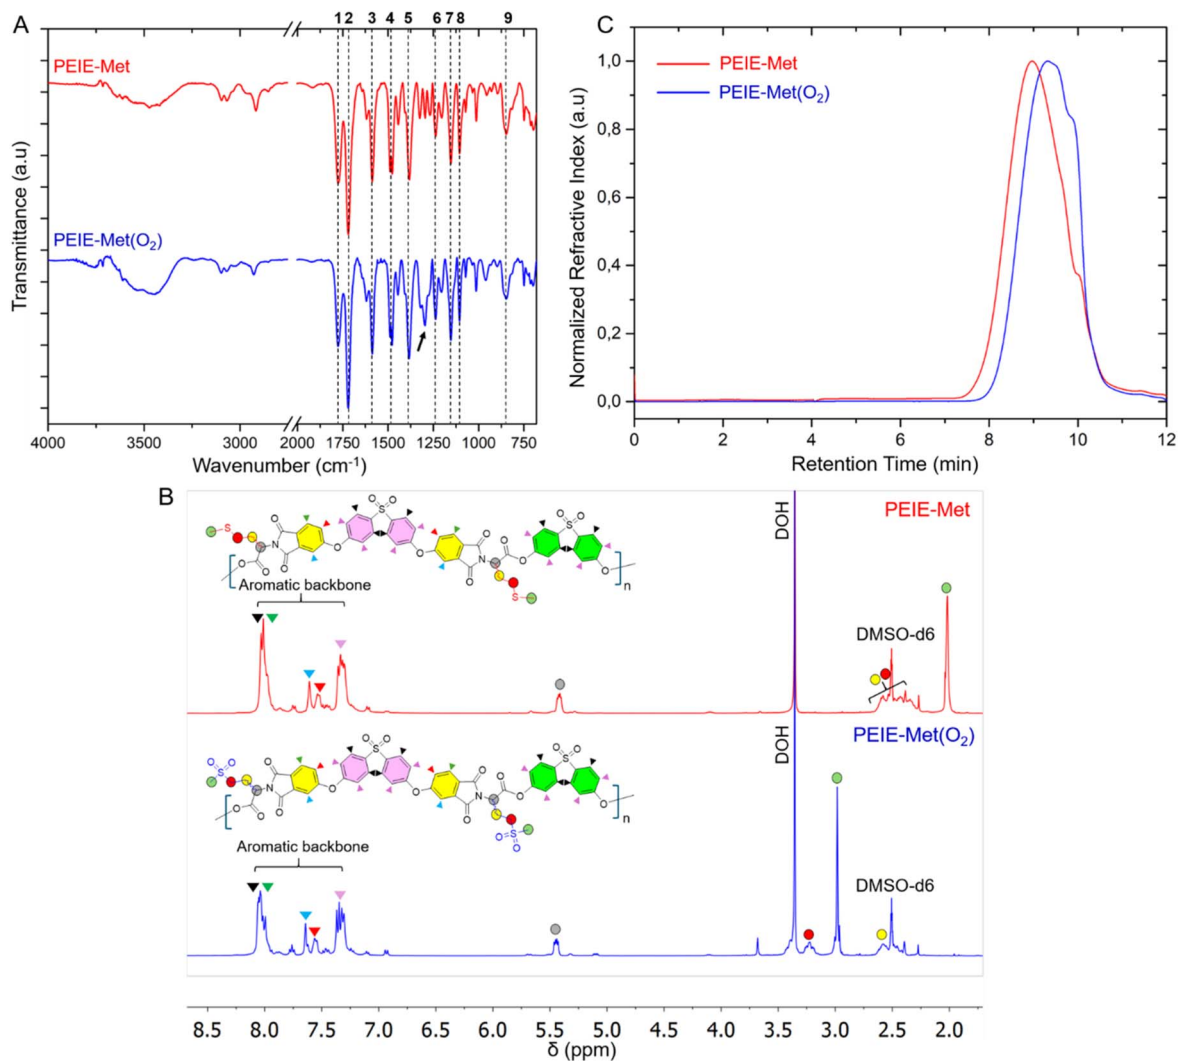 A
1 2 3 4 5 6 7 8 9
PEIE-Met
PEIE-Met(O₂)
Transmittance (a.u)
4000 3500 3000 2000 1750 1500 1250 1000 750
Wavenumber (cm⁻¹)
C
PEIE-Met
PEIE-Met(O₂)
Normalized Refractive Index (a.u)
1,0
0,8
0,6
0,4
0,2
0,0
0 2 4 6 8 10 12
Retention Time (min)
B
PEIE-Met
DOH
DMSO-d6
O S O O S O
S O O O O
N O O N O O
O O O O S n
Aromatic backbone
PEIE-Met(O₂)
DOH
DMSO-d6
O S O O S O
O S O O O O O
N O O N O O
O O O O O S O n
Aromatic backbone
8.5 8.0 7.5 7.0 6.5 6.0 5.5 5.0 4.5 4.0 3.5 3.0 2.5 2.0
δ (ppm)